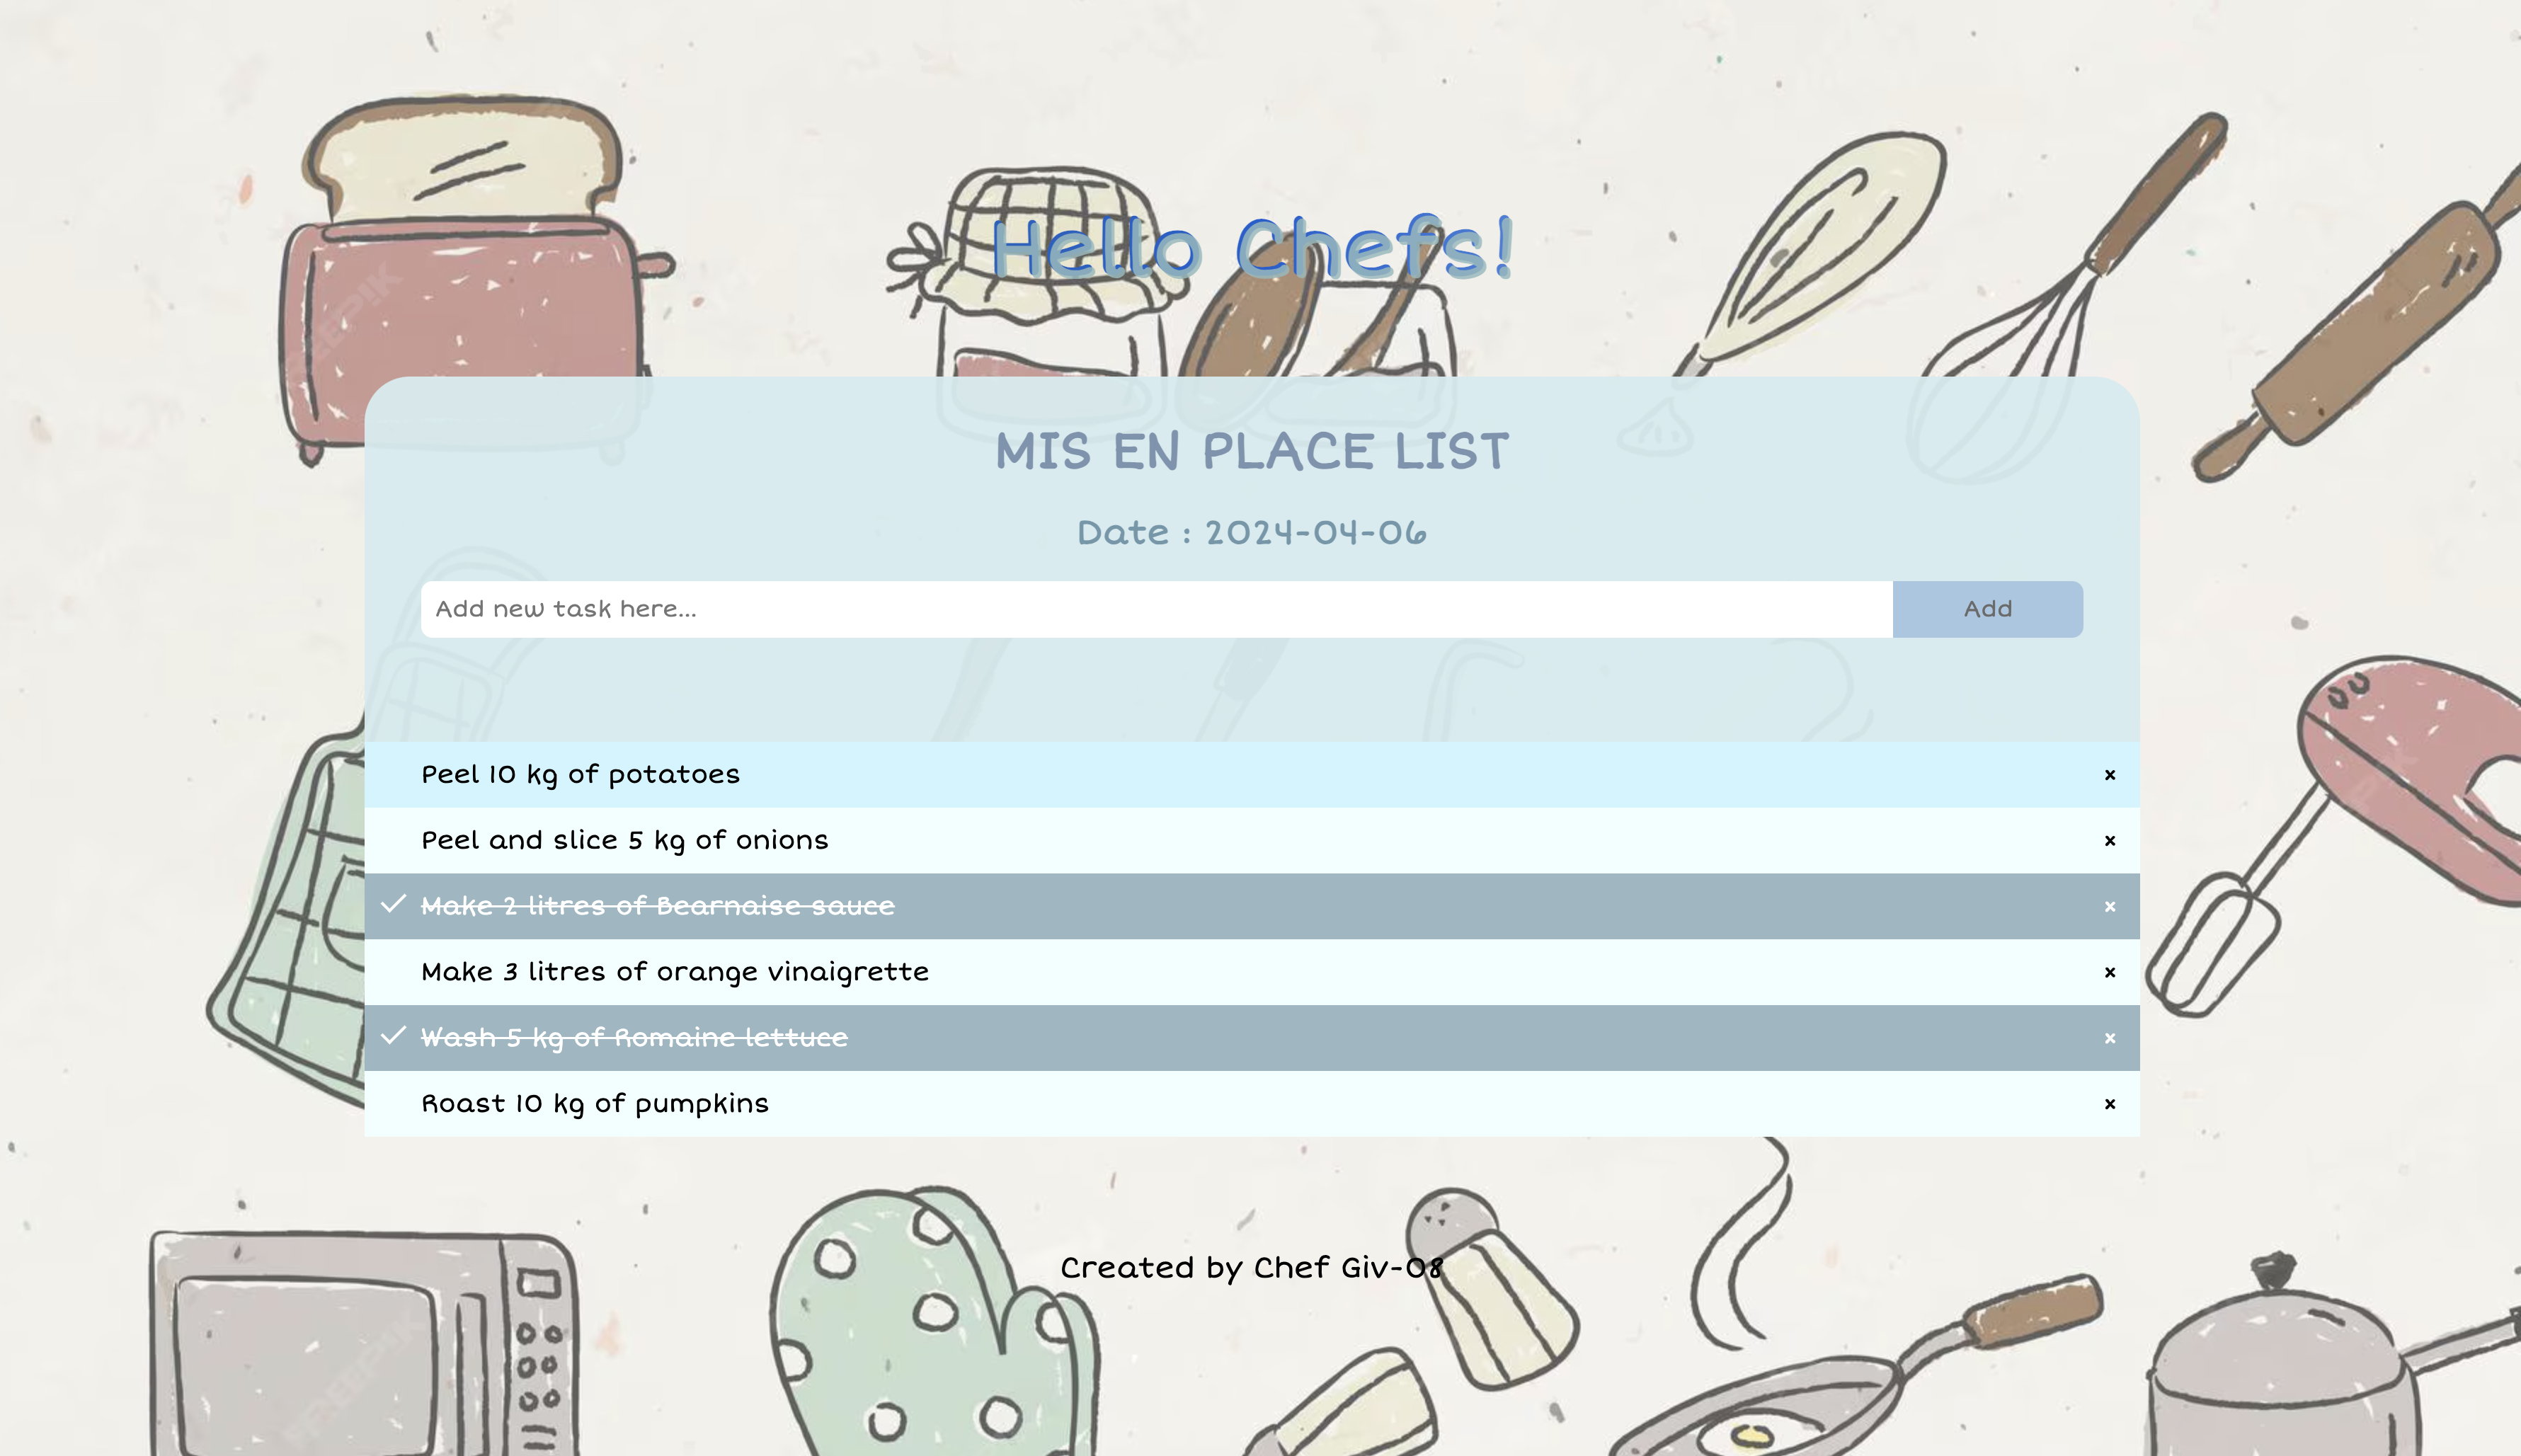 Hello Chefs!
MIS EN PLACE LIST
Date : 2024-04-06
Add new task here...
Add
Peel 10 kg of potatoes
×
Peel and slice 5 kg of onions
×
Make 2 litres of Bearnaise sauce
×
Make 3 litres of orange vinaigrette
×
Wash 5 kg of Romaine lettuce
×
Roast 10 kg of pumpkins
×
Created by Chef Giv-08